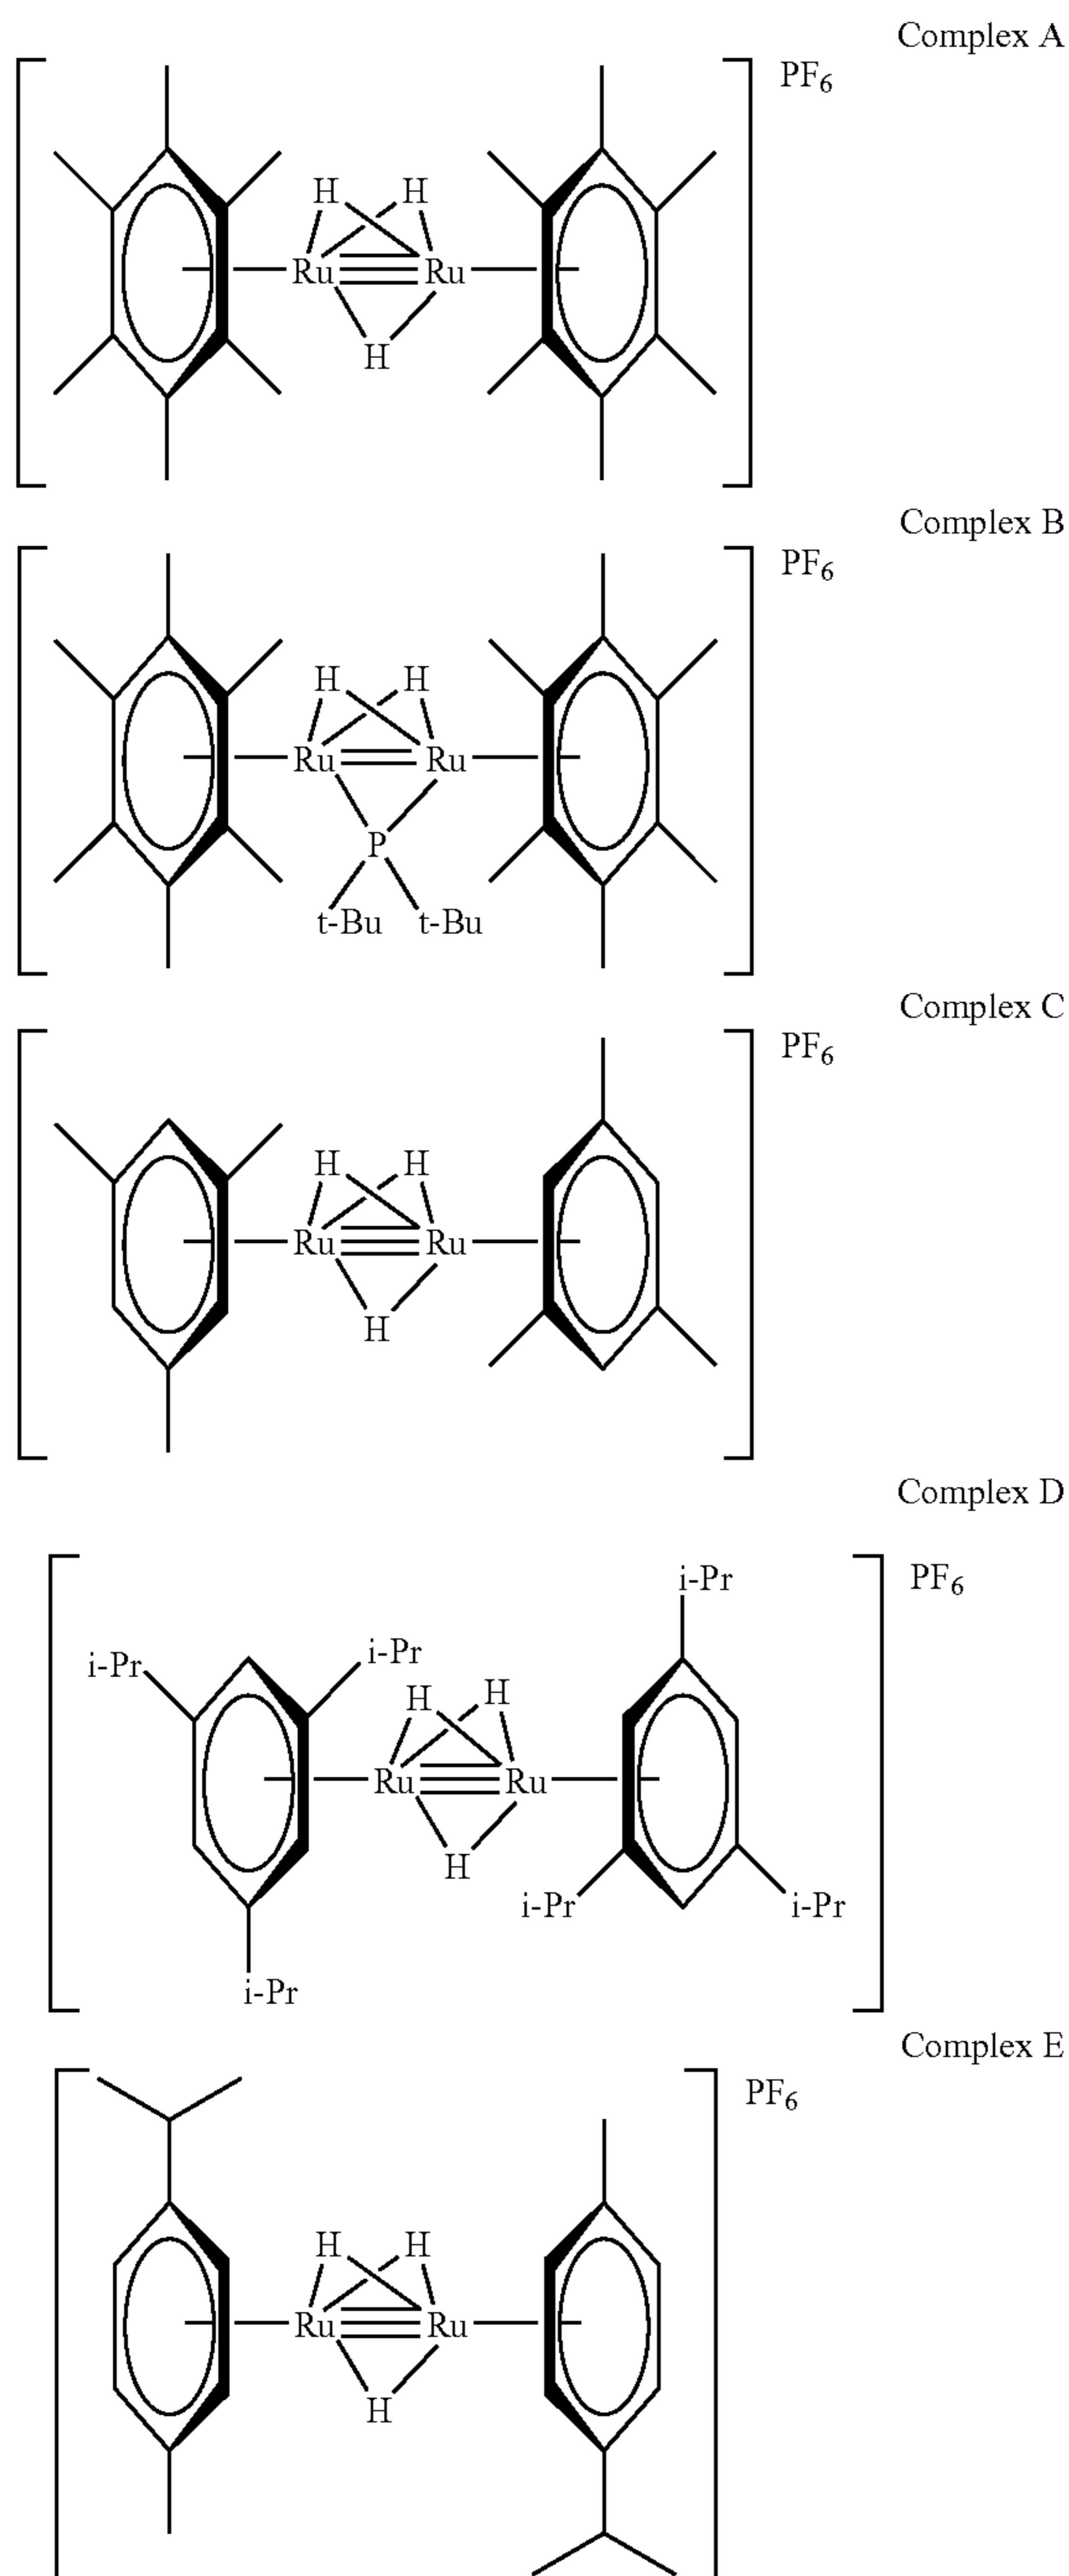 Complex A
PF6
H H
Ru Ru
H
Complex B
PF6
H H
Ru Ru
P
t-Bu t-Bu
Complex C
PF6
H H
Ru Ru
H
Complex D
i-Pr PF6
i-Pr i-Pr
H H
Ru Ru
H
i-Pr i-Pr
i-Pr
Complex E
PF6
H H
Ru Ru
H